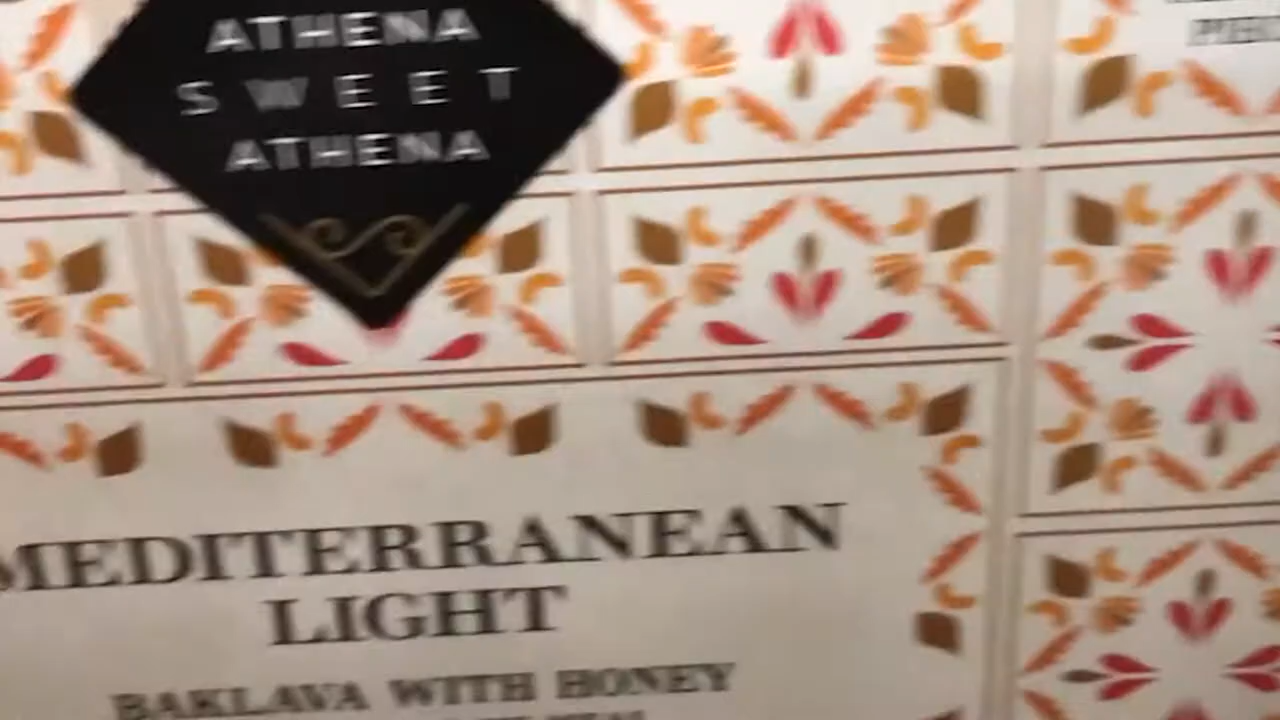 ATHENA
SWEET
ATHENA
MEDITERRANEAN
LIGHT
BAKLAVA WITH HONEY